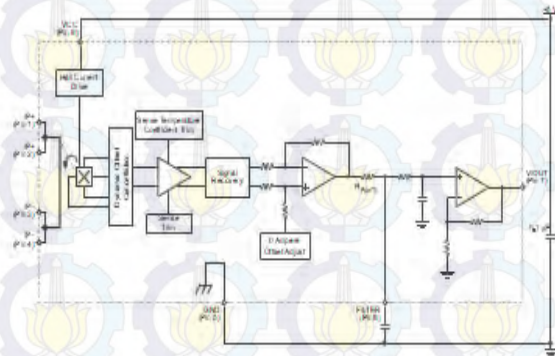 VCC
(Pin 8)
Hall Current
Drive
IP+
(Pin 1)
IP+
(Pin 2)
IP−
(Pin 3)
IP−
(Pin 4)
Sense Temperature
Coefficient Trim
Dynamic Offset
Cancellation
Sense
Trim
Signal
Recovery
0 Ampere
Offset Adjust
VIOUT
(Pin 7)
GND
(Pin 5)
FILTER
(Pin 6)